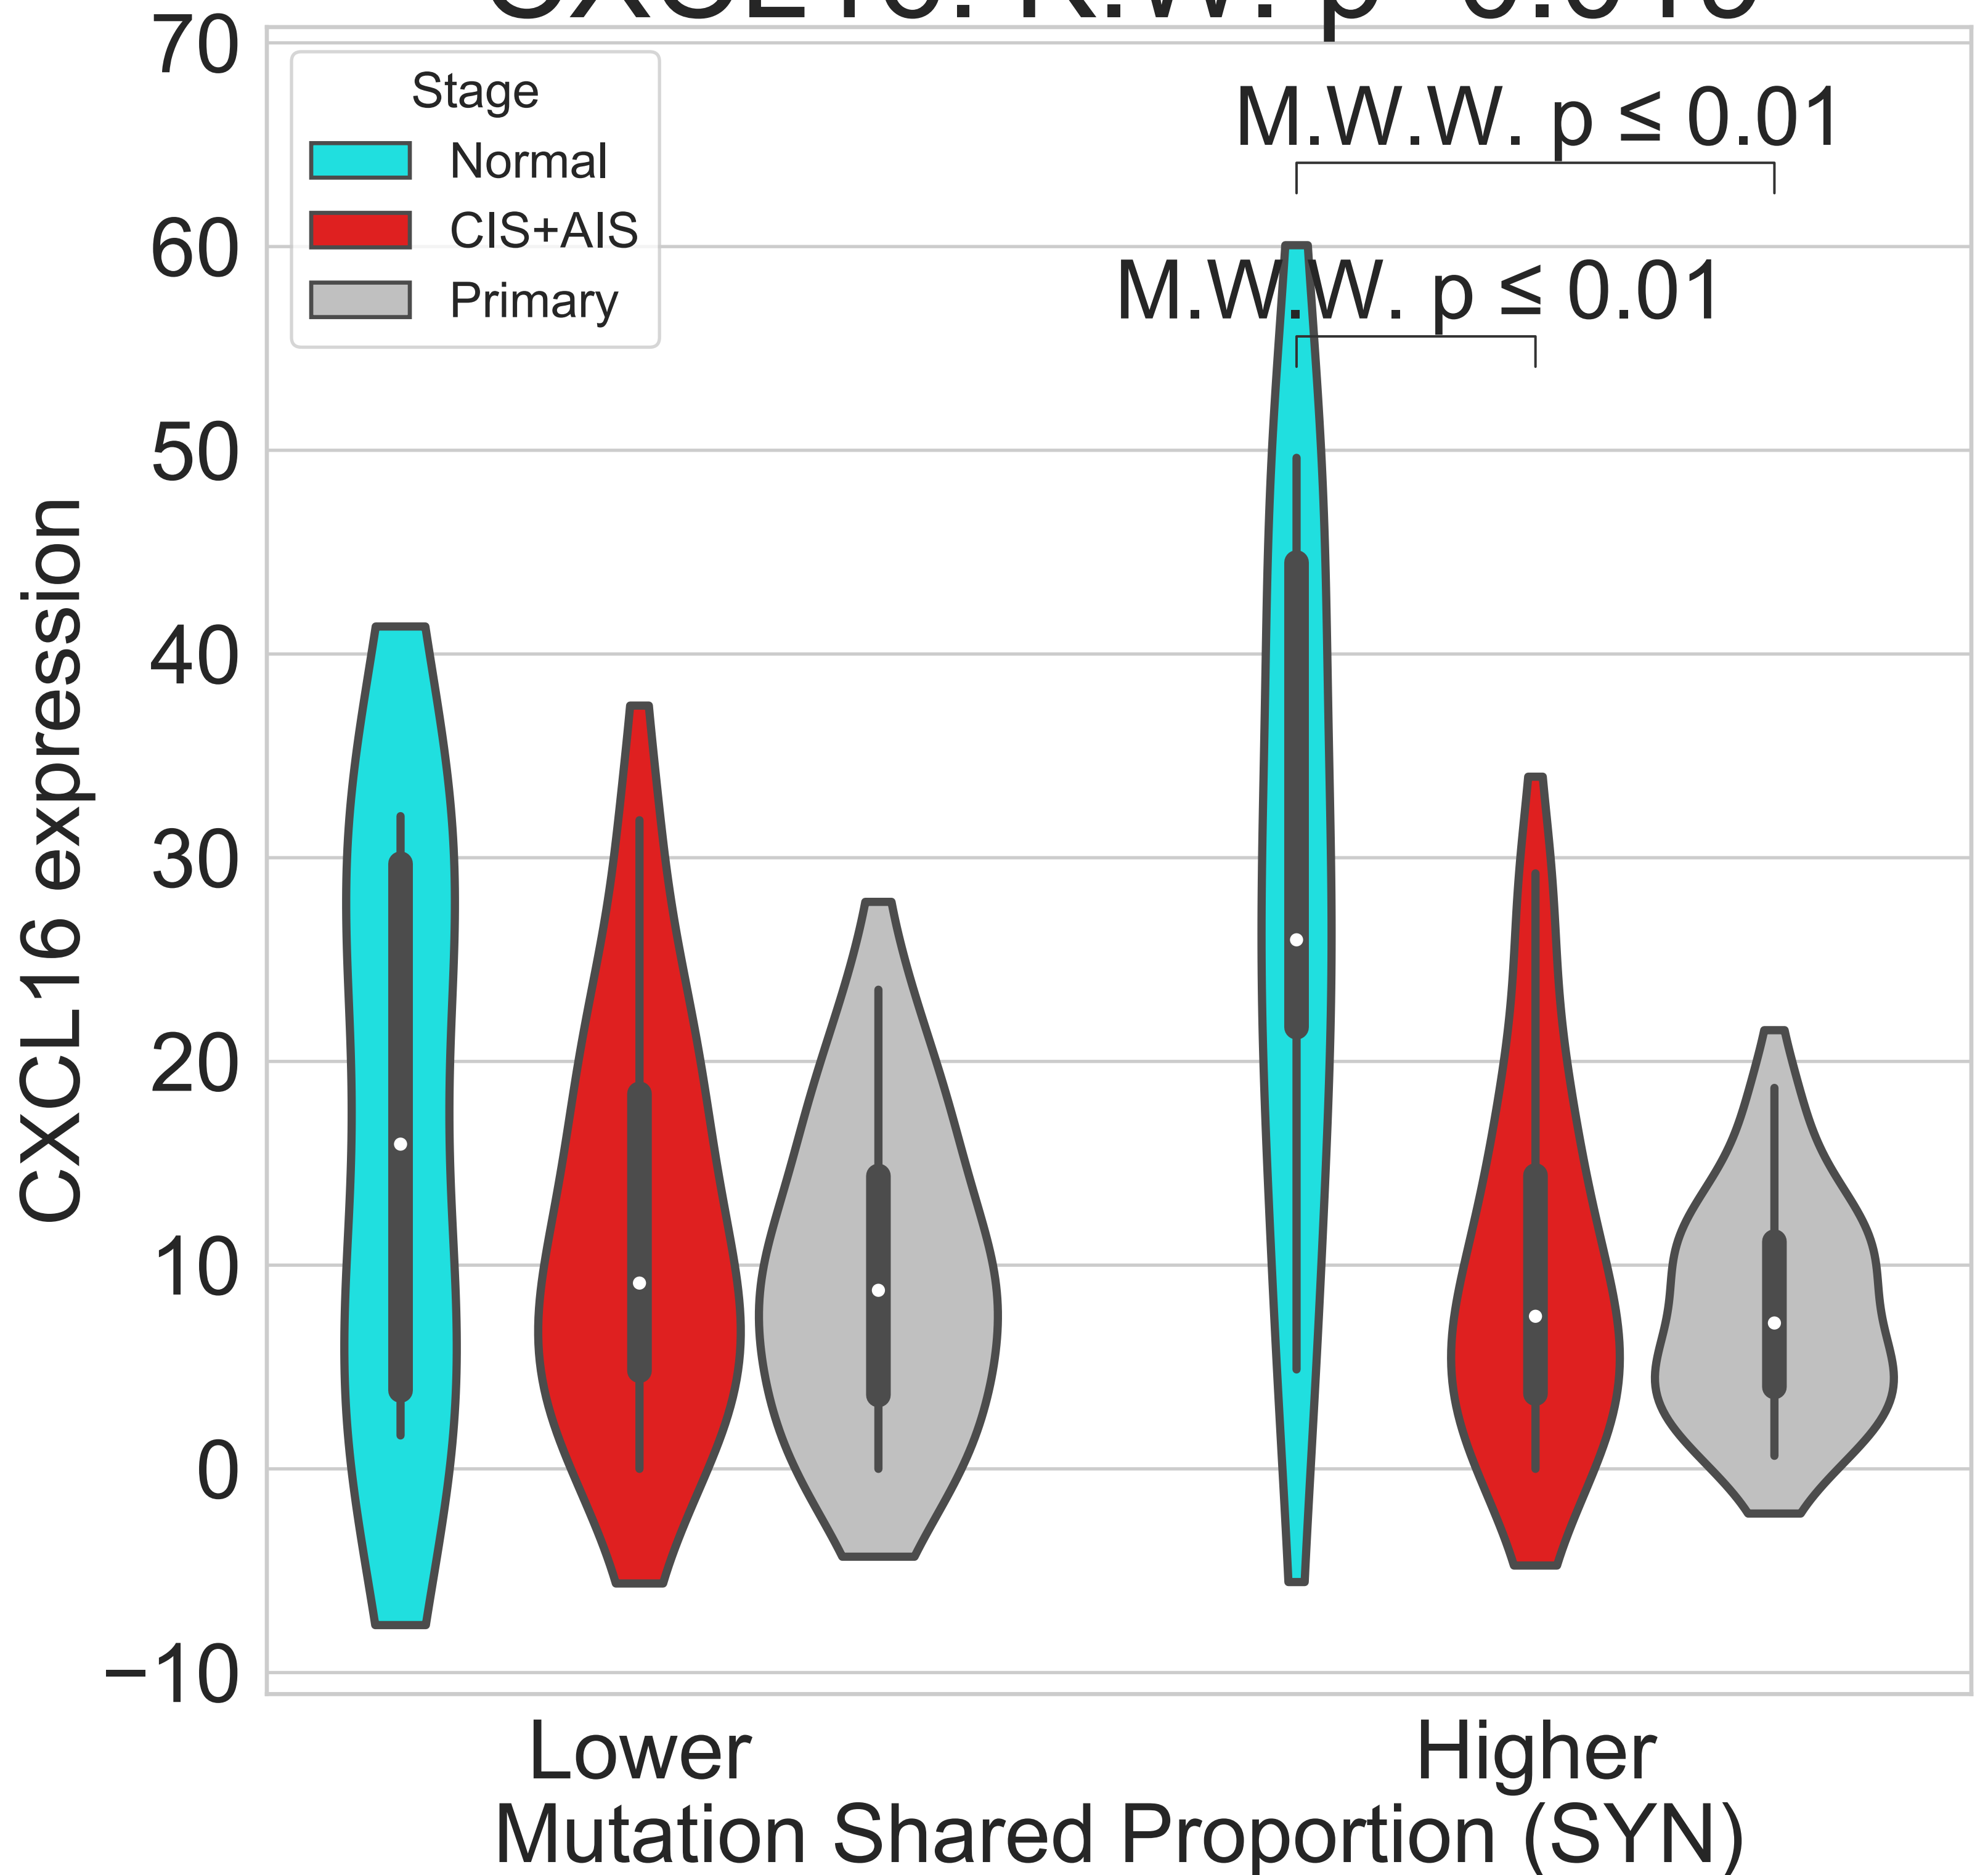 70
60
50
40
30
20
10
0
−10
CXCL16 expression
Stage
Normal
CIS+AIS
Primary
M.W.W. p ≤ 0.01
M.W.W. p ≤ 0.01
Lower
Higher
Mutation Shared Proportion (SYN)